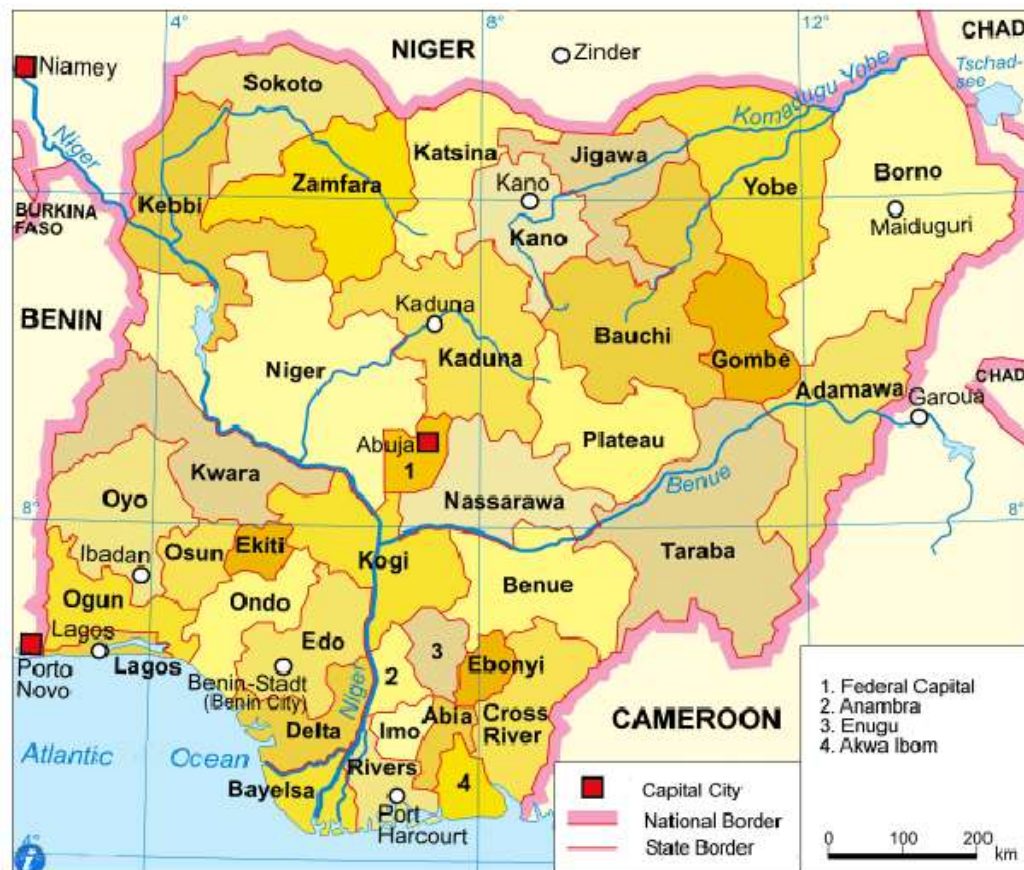 4°
8°
12°
CHAD
NIGER
Zinder
Niamey
Tschad-
see
Sokoto
Komadugu Yobe
Niger
Katsina
Jigawa
Zamfara
Kano
Yobe
Borno
Kebbi
BURKINA
FASO
Kano
Maiduguri
BENIN
Kaduna
Bauchi
Kaduna
Gombe
Niger
CHAD
Adamawa
Garoua
Abuja
1
Plateau
Kwara
Benue
Nassarawa
Oyo
8°
8°
Ibadan
Osun
Ekiti
Kogi
Taraba
Benue
Ogun
Ondo
Lagos
Edo
3
Ebonyi
Porto
Novo
Lagos
2
Benin-Stadt
(Benin City)
Niger
Abia
Cross
River
CAMEROON
Delta
Imo
Atlantic Ocean
Rivers
4
Bayelsa
Port
Harcourt
4°
i
1. Federal Capital
2. Anambra
3. Enugu
4. Akwa Ibom
Capital City
National Border
State Border
0 100 200
km